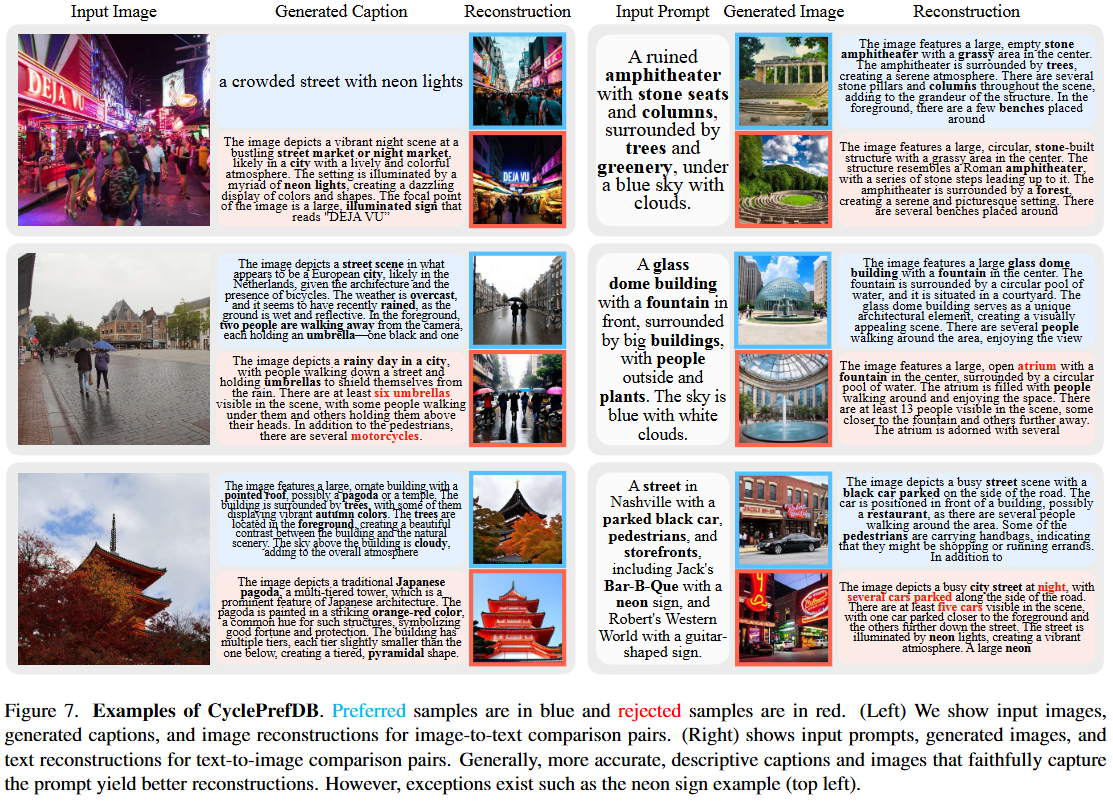 Input Image
Generated Caption
Reconstruction
Input Prompt
Generated Image
Reconstruction
DEJA VU
a crowded street with neon lights
The image depicts a vibrant night scene at a
bustling street market or night market,
likely in a city with a lively and colorful
atmosphere. The setting is illuminated by a
myriad of neon lights, creating a dazzling
display of colors and shapes. The focal point
of the image is a large, illuminated sign that
reads "DEJA VU"
DEJA VU
A ruined
amphitheater
with stone seats
and columns,
surrounded by
trees and
greenery, under
a blue sky with
clouds.
The image features a large, empty stone
amphitheater with a grassy area in the center.
The amphitheater is surrounded by trees,
creating a serene atmosphere. There are several
stone pillars and columns throughout the scene,
adding to the grandeur of the structure. In the
foreground, there are a few benches placed
around
The image features a large, circular, stone-built
structure with a grassy area in the center. The
structure resembles a Roman amphitheater,
with a series of stone steps leading up to it. The
amphitheater is surrounded by a forest,
creating a serene and picturesque setting. There
are several benches placed around
The image depicts a street scene in what
appears to be a European city, likely in the
Netherlands, given the architecture and the
presence of bicycles. The weather is overcast,
and it seems to have recently rained, as the
ground is wet and reflective. In the foreground,
two people are walking away from the camera,
each holding an umbrella—one black and one
The image depicts a rainy day in a city,
with people walking down a street and
holding umbrellas to shield themselves from
the rain. There are at least six umbrellas
visible in the scene, with some people walking
under them and others holding them above
their heads. In addition to the pedestrians,
there are several motorcycles.
A glass
dome building
with a fountain in
front, surrounded
by big buildings,
with people
outside and
plants. The sky is
blue with white
clouds.
The image features a large glass dome
building with a fountain in the center. The
fountain is surrounded by a circular pool of
water, and it is situated in a courtyard. The
glass dome building serves as a unique
architectural element, creating a visually
appealing scene. There are several people
walking around the area, enjoying the view
The image features a large, open atrium with a
fountain in the center, surrounded by a circular
pool of water. The atrium is filled with people
walking around and enjoying the space. There
are at least 13 people visible in the scene, some
closer to the fountain and others further away.
The atrium is adorned with several
The image features a large, ornate building with a
pointed roof, possibly a pagoda or a temple. The
building is surrounded by trees, with some of them
displaying vibrant autumn colors. The trees are
located in the foreground, creating a beautiful
contrast between the building and the natural
scenery. The sky above the building is cloudy,
adding to the overall atmosphere
The image depicts a traditional Japanese
pagoda, a multi-tiered tower, which is a
prominent feature of Japanese architecture. The
pagoda is painted in a striking orange-red color,
a common hue for such structures, symbolizing
good fortune and protection. The building has
multiple tiers, each tier slightly smaller than the
one below, creating a tiered, pyramidal shape.
A street in
Nashville with a
parked black car,
pedestrians, and
storefronts,
including Jack's
Bar-B-Que with a
neon sign, and
Robert's Western
World with a guitar-
shaped sign.
The image depicts a busy street scene with a
black car parked on the side of the road. The
car is positioned in front of a building, possibly
a restaurant, as there are several people
walking around the area. Some of the
pedestrians are carrying handbags, indicating
that they might be shopping or running errands.
In addition to
The image depicts a busy city street at night, with
several cars parked along the side of the road.
There are at least five cars visible in the scene,
with one car parked closer to the foreground and
the others further down the street. The street is
illuminated by neon lights, creating a vibrant
atmosphere. A large neon
Figure 7. Examples of CyclePrefDB. Preferred samples are in blue and rejected samples are in red. (Left) We show input images,
generated captions, and image reconstructions for image-to-text comparison pairs. (Right) shows input prompts, generated images, and
text reconstructions for text-to-image comparison pairs. Generally, more accurate, descriptive captions and images that faithfully capture
the prompt yield better reconstructions. However, exceptions exist such as the neon sign example (top left).